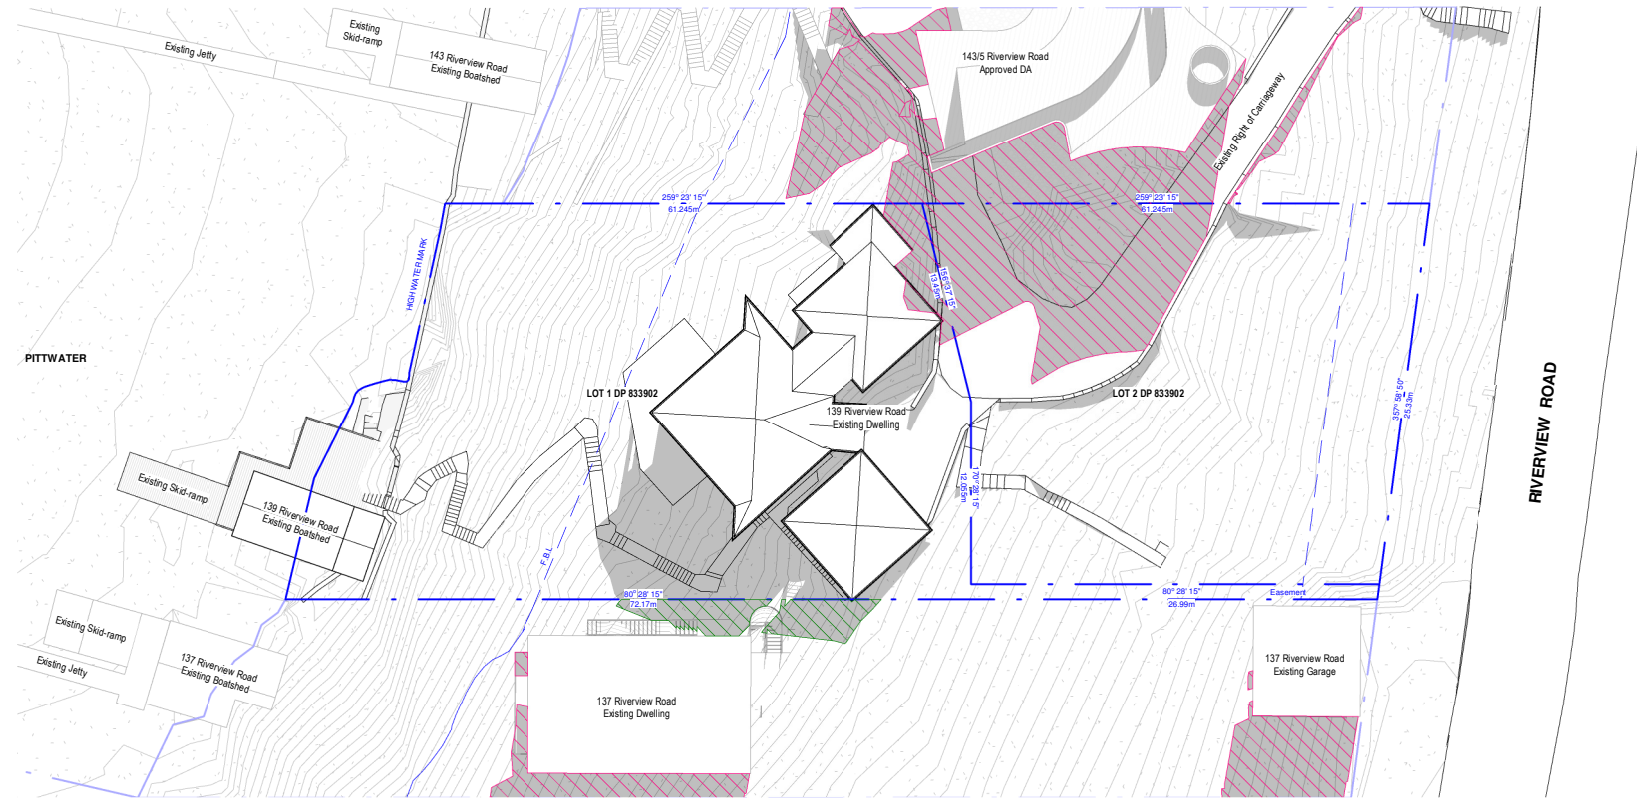 Existing
Skid-ramp
Existing Jetty
143 Riverview Road
Existing Boatshed
143/5 Riverview Road
Approved DA
Existing Right of Carriageway
259° 23' 15"
61.245m
259° 23' 15"
61.245m
HIGH WATER MARK
156° 37' 15"
13.45m
PITTWATER
LOT 1 DP 833902
139 Riverview Road
Existing Dwelling
LOT 2 DP 833902
357° 58' 50"
25.33m
RIVERVIEW ROAD
Existing Skid-ramp
139 Riverview Road
Existing Boatshed
170° 28' 15"
12.065m
F.B.L
80° 28' 15"
72.17m
80° 28' 15"
26.99m
Easement
Existing Skid-ramp
Existing Jetty
137 Riverview Road
Existing Boatshed
137 Riverview Road
Existing Dwelling
137 Riverview Road
Existing Garage